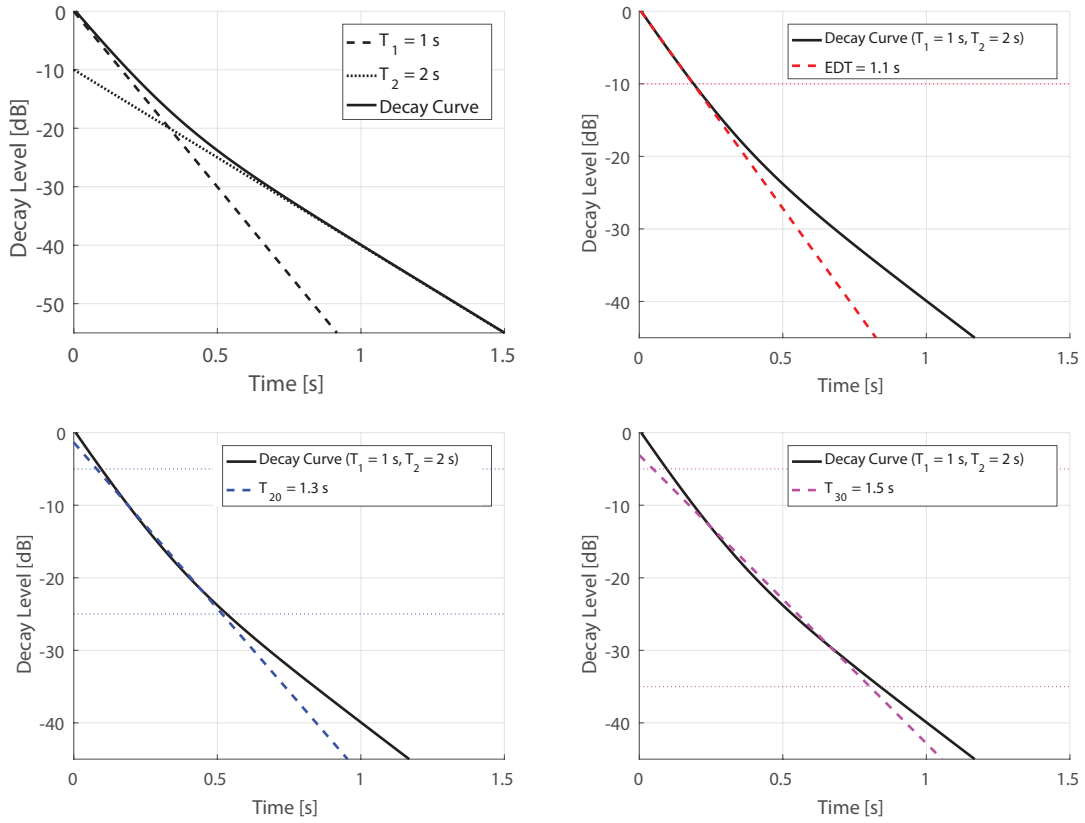 0
-10
-20
-30
-40
-50
Decay Level [dB]
0
0.5
1
1.5
Time [s]
T1 = 1 s
T2 = 2 s
Decay Curve
0
-10
-20
-30
-40
Decay Level [dB]
0
0.5
1
1.5
Time [s]
Decay Curve (T1 = 1 s, T2 = 2 s)
EDT = 1.1 s
0
-10
-20
-30
-40
Decay Level [dB]
0
0.5
1
1.5
Time [s]
Decay Curve (T1 = 1 s, T2 = 2 s)
T20 = 1.3 s
0
-10
-20
-30
-40
Decay Level [dB]
0
0.5
1
1.5
Time [s]
Decay Curve (T1 = 1 s, T2 = 2 s)
T30 = 1.5 s